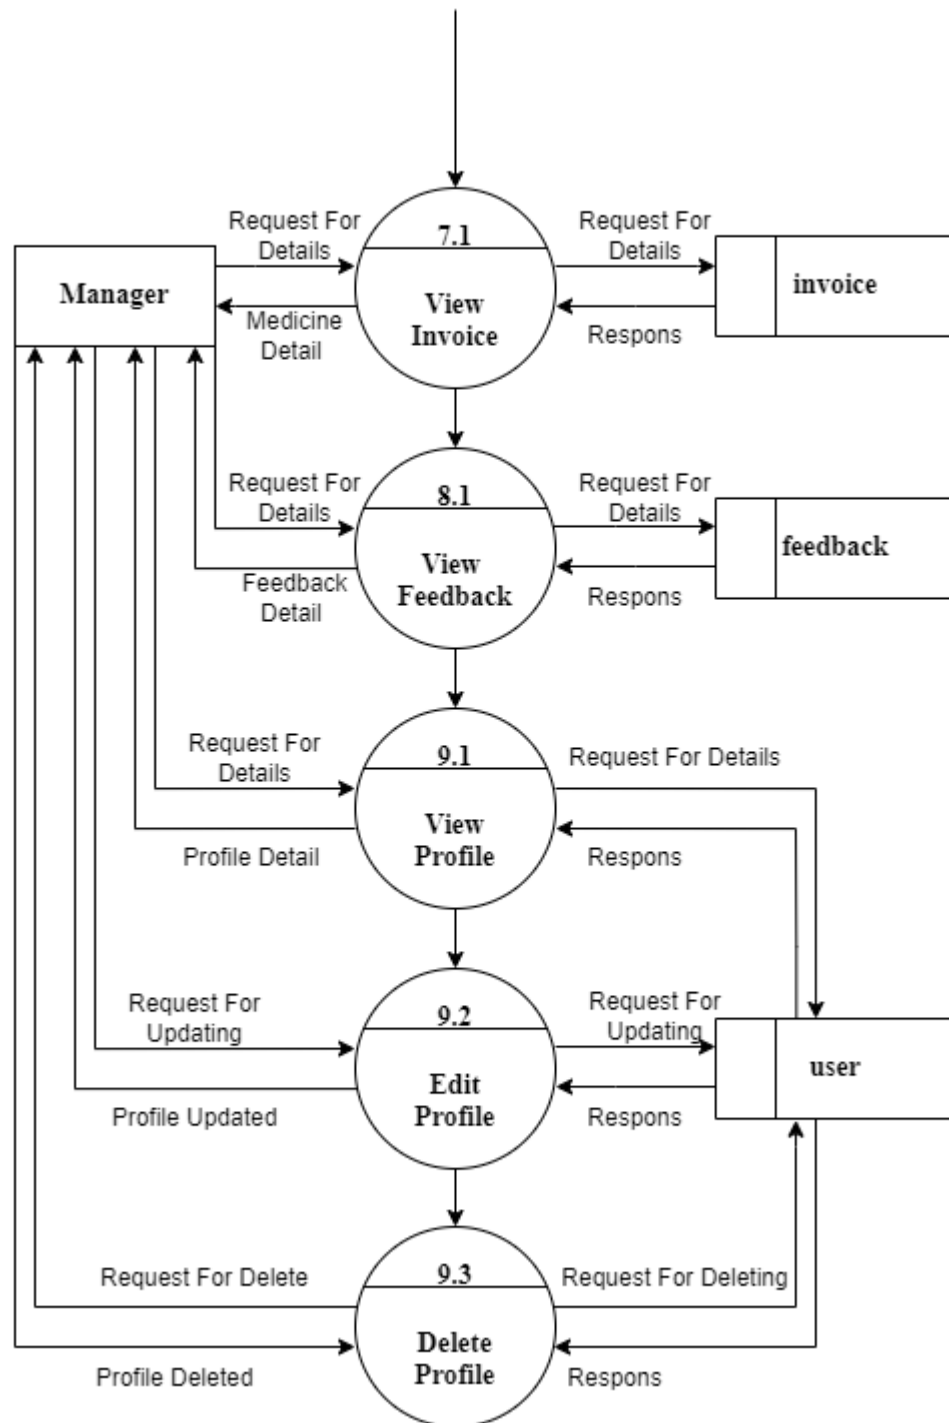 7.1
Request For
Details
Request For
Details
Manager
View
Invoice
invoice
Medicine
Detail
Respons
8.1
Request For
Details
Request For
Details
View
Feedback
feedback
Feedback
Detail
Respons
9.1
Request For
Details
Request For Details
View
Profile
Profile Detail
Respons
9.2
Request For
Updating
Request For
Updating
Edit
Profile
user
Profile Updated
Respons
9.3
Request For Delete
Request For Deleting
Delete
Profile
Profile Deleted
Respons